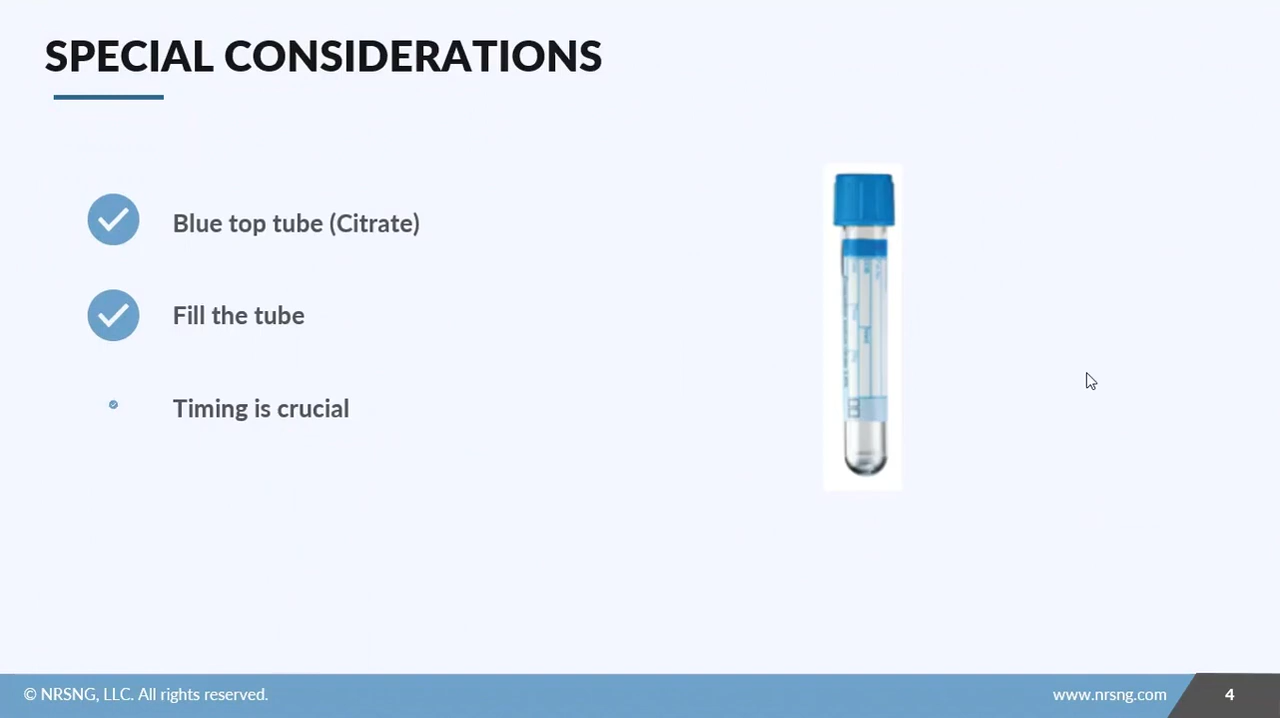 SPECIAL CONSIDERATIONS
Blue top tube (Citrate)
Fill the tube
Timing is crucial
© NRSNG, LLC. All rights reserved.
www.nrsng.com
4